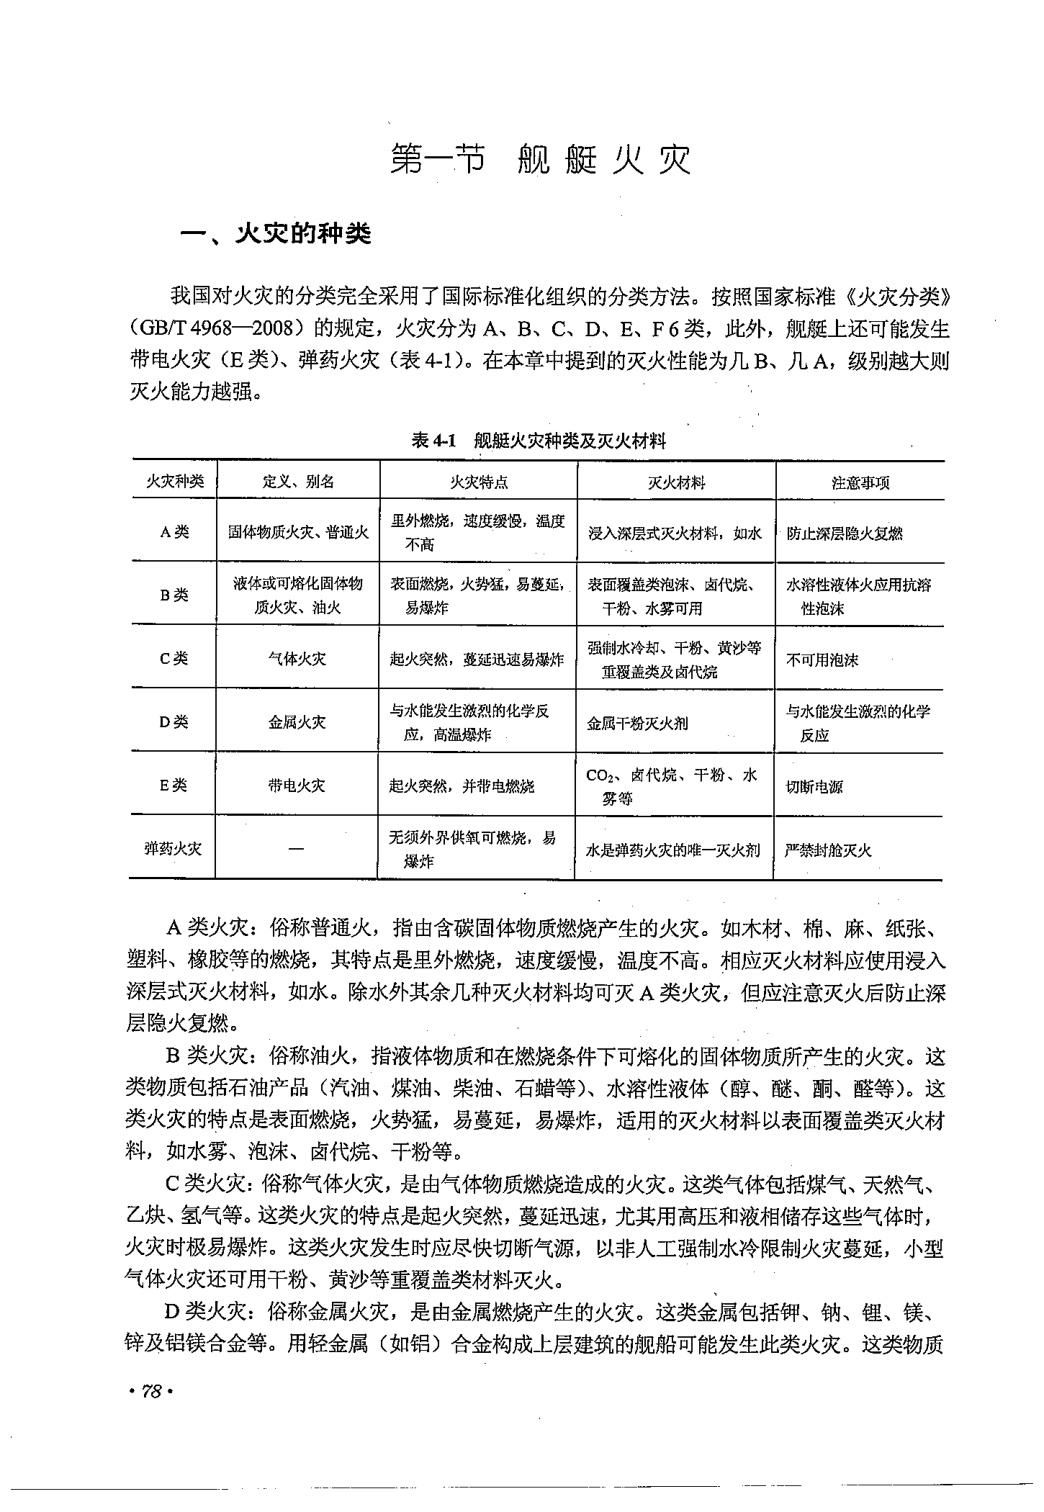 第一节 舰艇火灾
一、火灾的种类
我国对火灾的分类完全采用了国际标准化组织的分类方法。按照国家标准《火灾分类》
（GB/T 4968—2008）的规定，火灾分为 A、B、C、D、E、F 6 类，此外，舰艇上还可能发生
带电火灾（E 类）、弹药火灾（表 4-1）。在本章中提到的灭火性能为几 B、几 A，级别越大则
灭火能力越强。
表 4-1 舰艇火灾种类及灭火材料
火灾种类 定义、别名 火灾特点 灭火材料 注意事项
A 类 固体物质火灾、普通火 里外燃烧，速度缓慢，温度 浸入深层式灭火材料，如水 防止深层隐火复燃
不高
B 类 液体或可熔化固体物 表面燃烧，火势猛，易蔓延， 表面覆盖类泡沫、卤代烷、 水溶性液体火应用抗溶
质火灾、油火 易爆炸 干粉、水雾可用 性泡沫
C 类 气体火灾 起火突然，蔓延迅速易爆炸 强制水冷却、干粉、黄沙等 不可用泡沫
重覆盖类及卤代烷
D 类 金属火灾 与水能发生激烈的化学反 金属干粉灭火剂 与水能发生激烈的化学
应，高温爆炸 反应
E 类 带电火灾 起火突然，并带电燃烧 CO₂、卤代烷、干粉、水 切断电源
雾等
弹药火灾 — 无须外界供氧可燃烧，易 水是弹药火灾的唯一灭火剂 严禁封舱灭火
爆炸
A 类火灾：俗称普通火，指由含碳固体物质燃烧产生的火灾。如木材、棉、麻、纸张、
塑料、橡胶等的燃烧，其特点是里外燃烧，速度缓慢，温度不高。相应灭火材料应使用浸入
深层式灭火材料，如水。除水外其余几种灭火材料均可灭 A 类火灾，但应注意灭火后防止深
层隐火复燃。
B 类火灾：俗称油火，指液体物质和在燃烧条件下可熔化的固体物质所产生的火灾。这
类物质包括石油产品（汽油、煤油、柴油、石蜡等）、水溶性液体（醇、醚、酮、醛等）。这
类火灾的特点是表面燃烧，火势猛，易蔓延，易爆炸，适用的灭火材料以表面覆盖类灭火材
料，如水雾、泡沫、卤代烷、干粉等。
C 类火灾：俗称气体火灾，是由气体物质燃烧造成的火灾。这类气体包括煤气、天然气、
乙炔、氢气等。这类火灾的特点是起火突然，蔓延迅速，尤其用高压和液相储存这些气体时，
火灾时极易爆炸。这类火灾发生时应尽快切断气源，以非人工强制水冷限制火灾蔓延，小型
气体火灾还可用干粉、黄沙等重覆盖类材料灭火。
D 类火灾：俗称金属火灾，是由金属燃烧产生的火灾。这类金属包括钾、钠、锂、镁、
锌及铝镁合金等。用轻金属（如铝）合金构成上层建筑的舰船可能发生此类火灾。这类物质
·78·